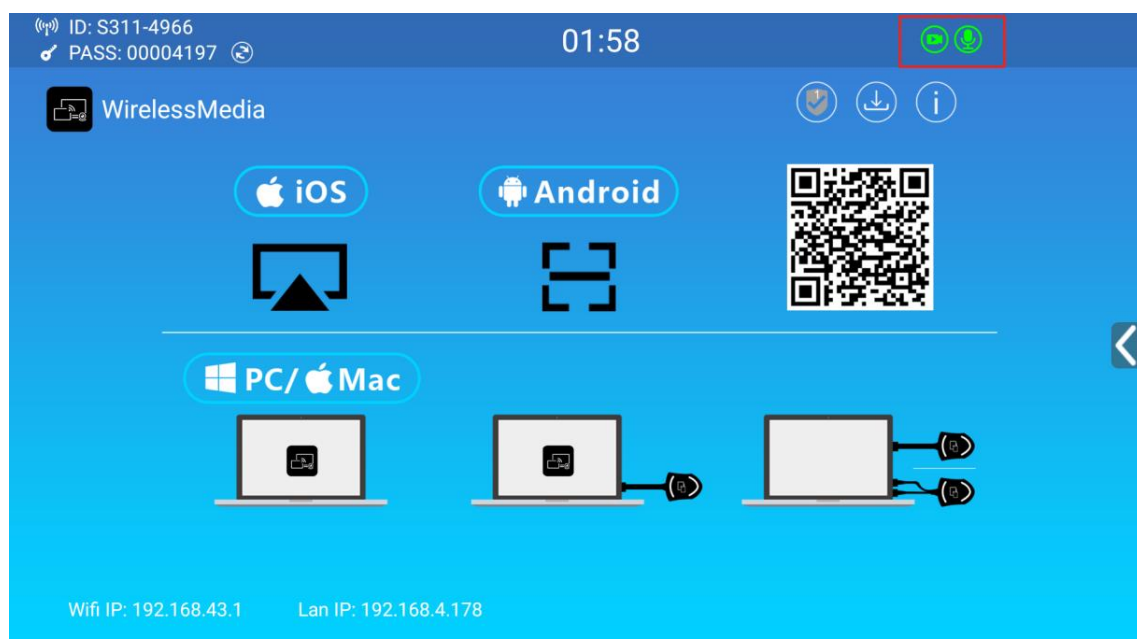 ID: S311-4966
PASS: 00004197
01:58
WirelessMedia
1
i
iOS
Android
PC/ Mac
Wifi IP: 192.168.43.1 Lan IP: 192.168.4.178